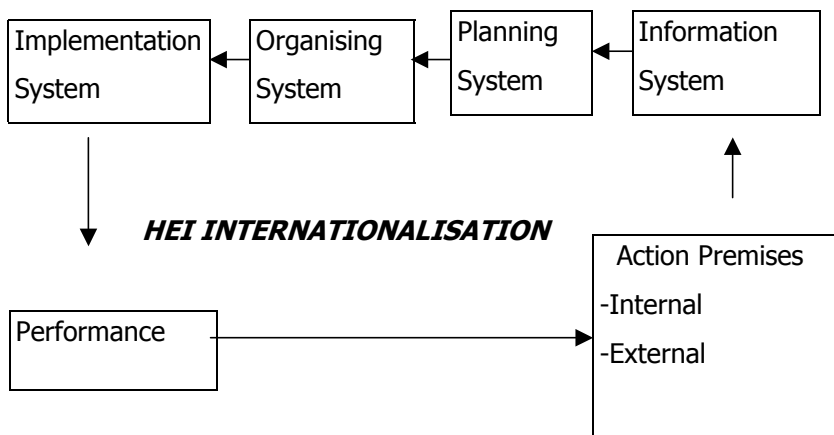 Implementation
System
Organising
System
Planning
System
Information
System
HEI INTERNATIONALISATION
Performance
Action Premises
-Internal
-External